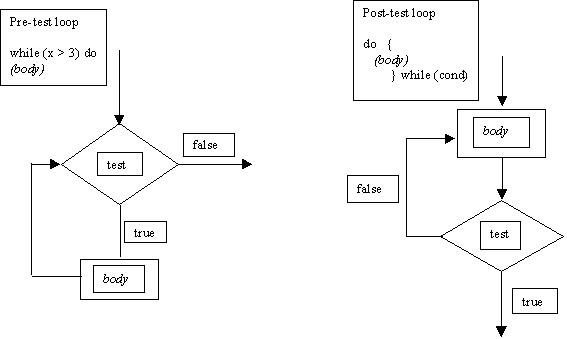 Pre-test loop
while (x > 3) do
(body)
false
test
true
body
Post-test loop
do {
(body)
} while (cond)
body
false
test
true